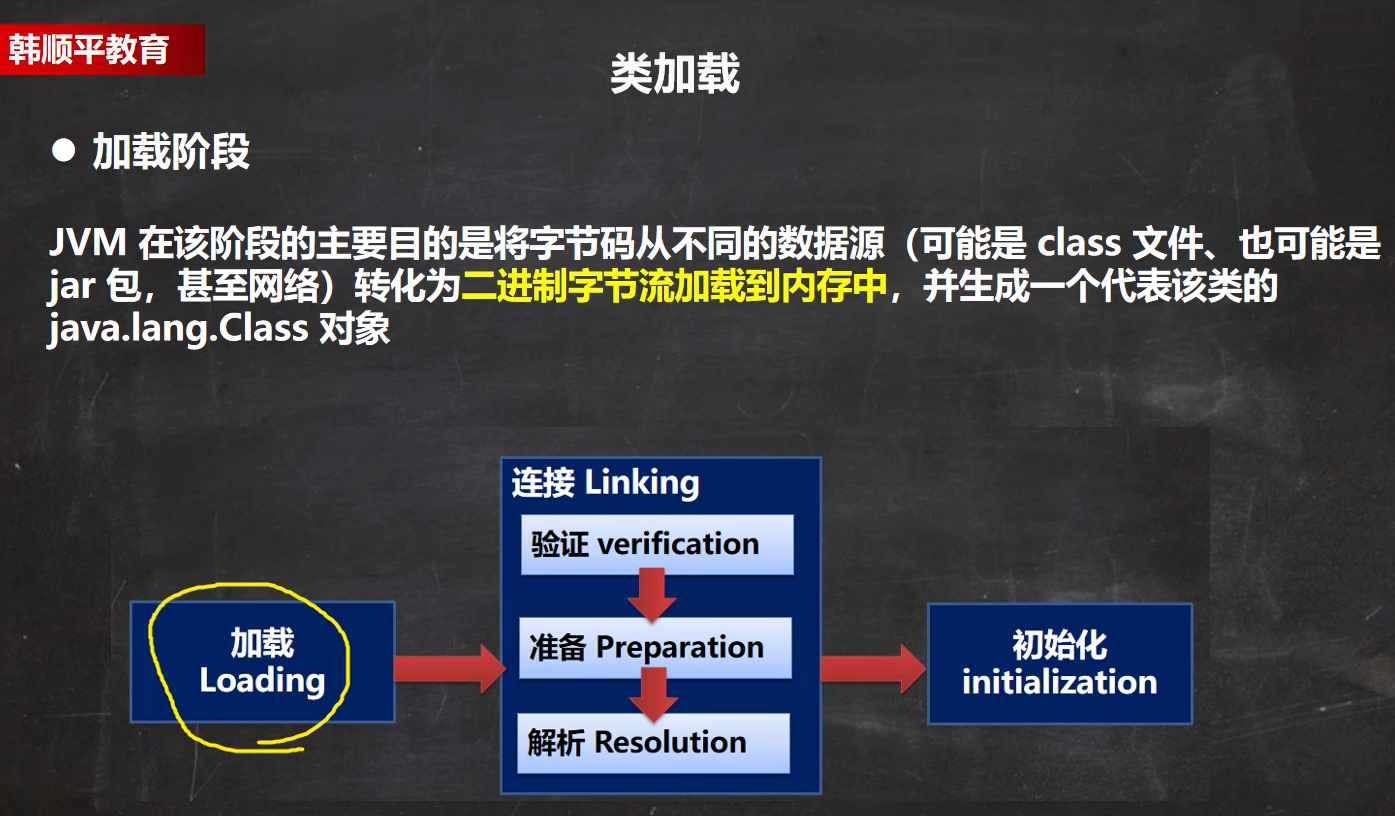 韩顺平教育
类加载
● 加载阶段
JVM 在该阶段的主要目的是将字节码从不同的数据源（可能是 class 文件、也可能是
jar 包，甚至网络）转化为二进制字节流加载到内存中，并生成一个代表该类的
java.lang.Class 对象
连接 Linking
验证 verification
准备 Preparation
解析 Resolution
加载
Loading
初始化
initialization